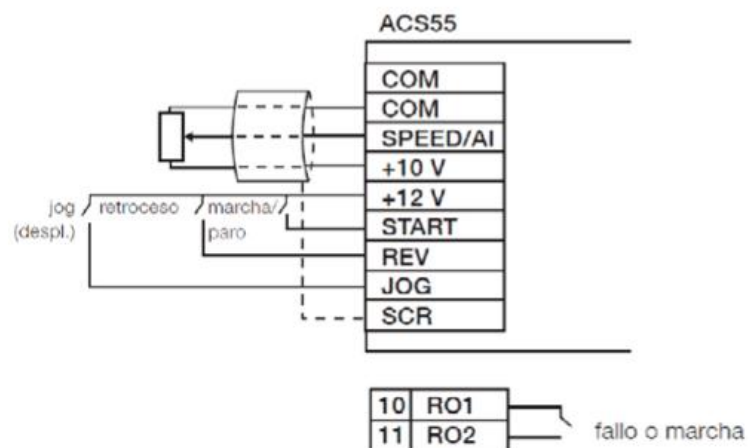 ACS55
COM
COM
SPEED/AI
+10 V
+12 V
START
REV
JOG
SCR
jog
(despl.)
retroceso
marcha/
paro
10 RO1
11 RO2
fallo o marcha